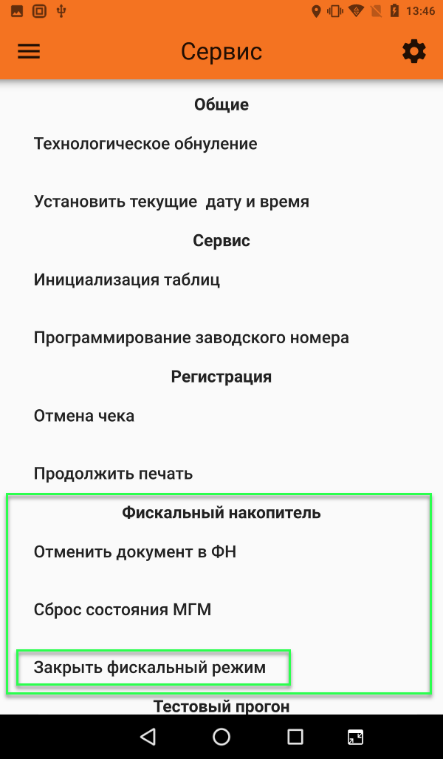 13:46
Сервис
Общие
Технологическое обнуление
Установить текущие дату и время
Сервис
Инициализация таблиц
Программирование заводского номера
Регистрация
Отмена чека
Продолжить печать
Фискальный накопитель
Отменить документ в ФН
Сброс состояния МГМ
Закрыть фискальный режим
Тестовый прогон